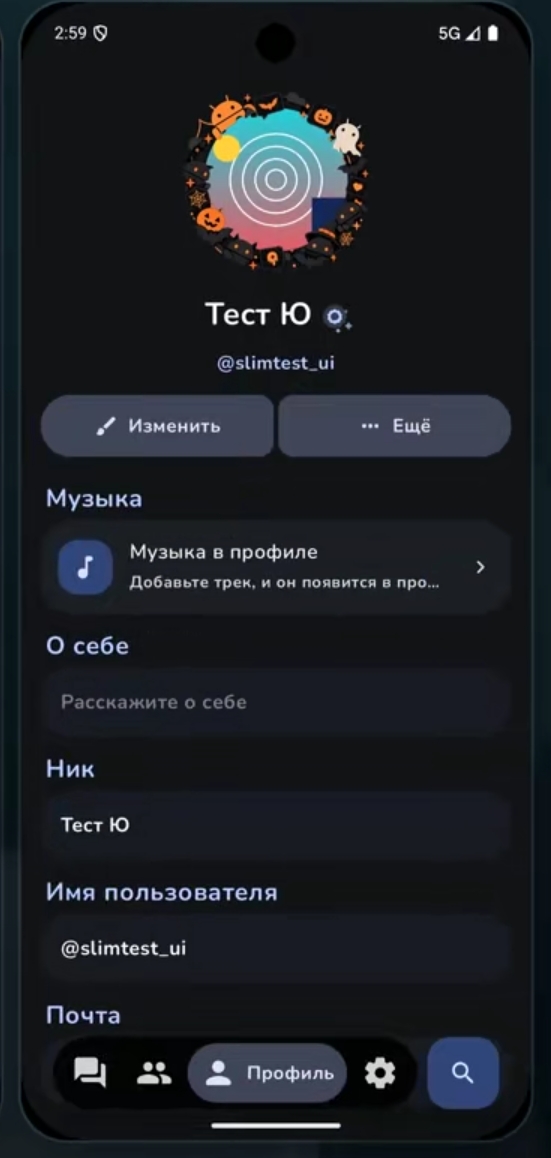 2:59
5G
Тест Ю
@slimtest_ui
Изменить
Ещё
Музыка
Музыка в профиле
Добавьте трек, и он появится в про...
О себе
Расскажите о себе
Ник
Тест Ю
Имя пользователя
@slimtest_ui
Почта
Профиль